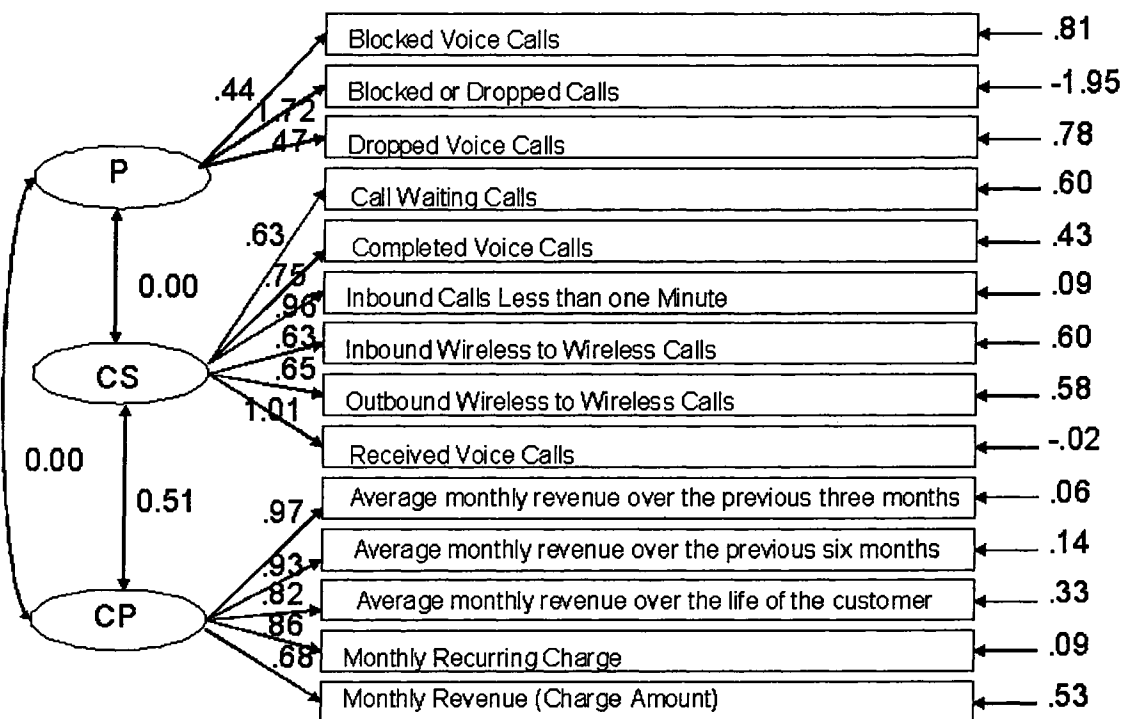 Blocked Voice Calls
.81
.44
Blocked or Dropped Calls
-1.95
1.72
Dropped Voice Calls
.78
.47
P
Call Waiting Calls
.60
.63
Completed Voice Calls
.43
.75
0.00
Inbound Calls Less than one Minute
.09
.96
Inbound Wireless to Wireless Calls
.60
.63
CS
Outbound Wireless to Wireless Calls
.58
.65
Received Voice Calls
-.02
1.01
0.00
0.51
Average monthly revenue over the previous three months
.06
.97
Average monthly revenue over the previous six months
.14
.93
Average monthly revenue over the life of the customer
.33
.82
CP
Monthly Recurring Charge
.09
.86
Monthly Revenue (Charge Amount)
.53
.68